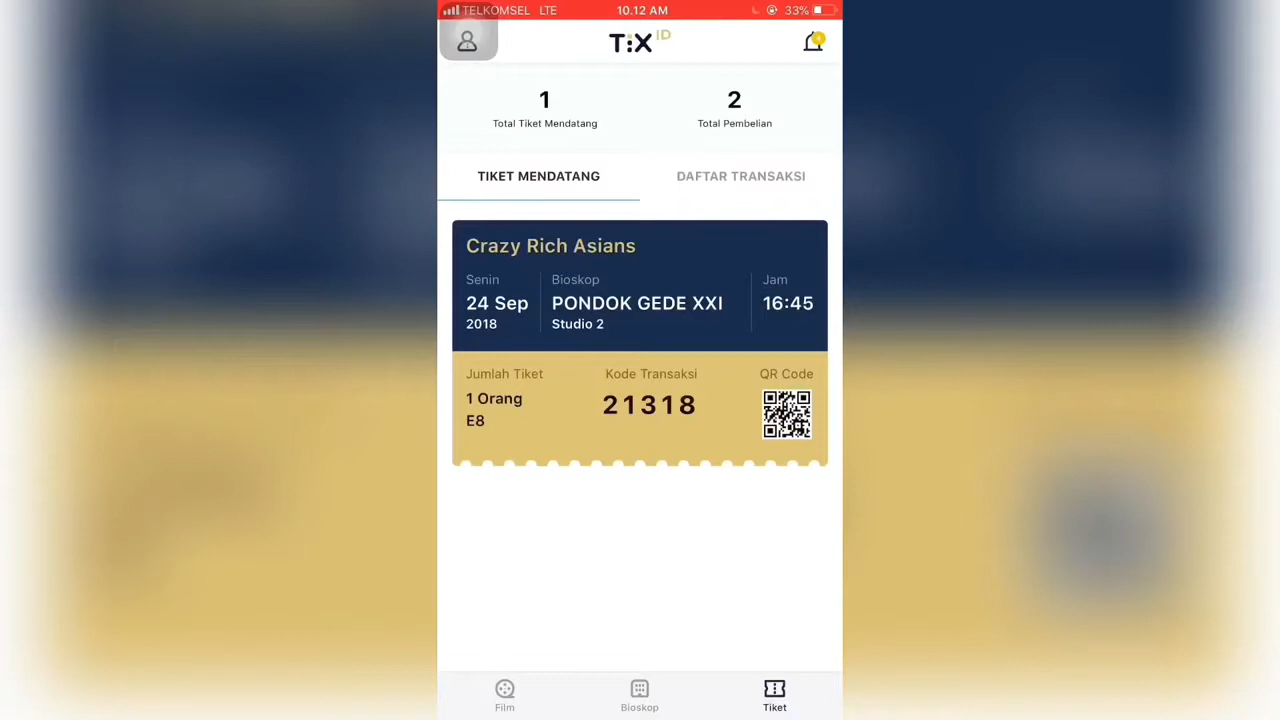 TELKOMSEL LTE 10.12 AM 33%
TiX ID
1 2
Total Tiket Mendatang Total Pembelian
TIKET MENDATANG DAFTAR TRANSAKSI
Crazy Rich Asians
Senin Bioskop Jam
24 Sep PONDOK GEDE XXI 16:45
2018 Studio 2
Jumlah Tiket Kode Transaksi QR Code
1 Orang 21318
E8
Film Bioskop Tiket